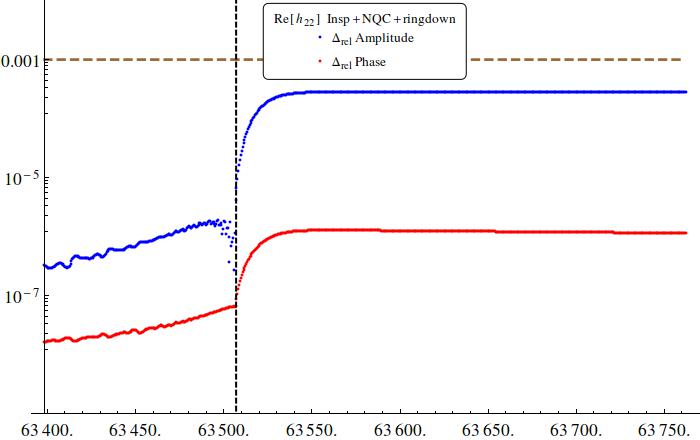 Re[h22] Insp+NQC+ringdown
Δrel Amplitude
Δrel Phase
0.001
10-5
10-7
63 400. 63 450. 63 500. 63 550. 63 600. 63 650. 63 700. 63 750.